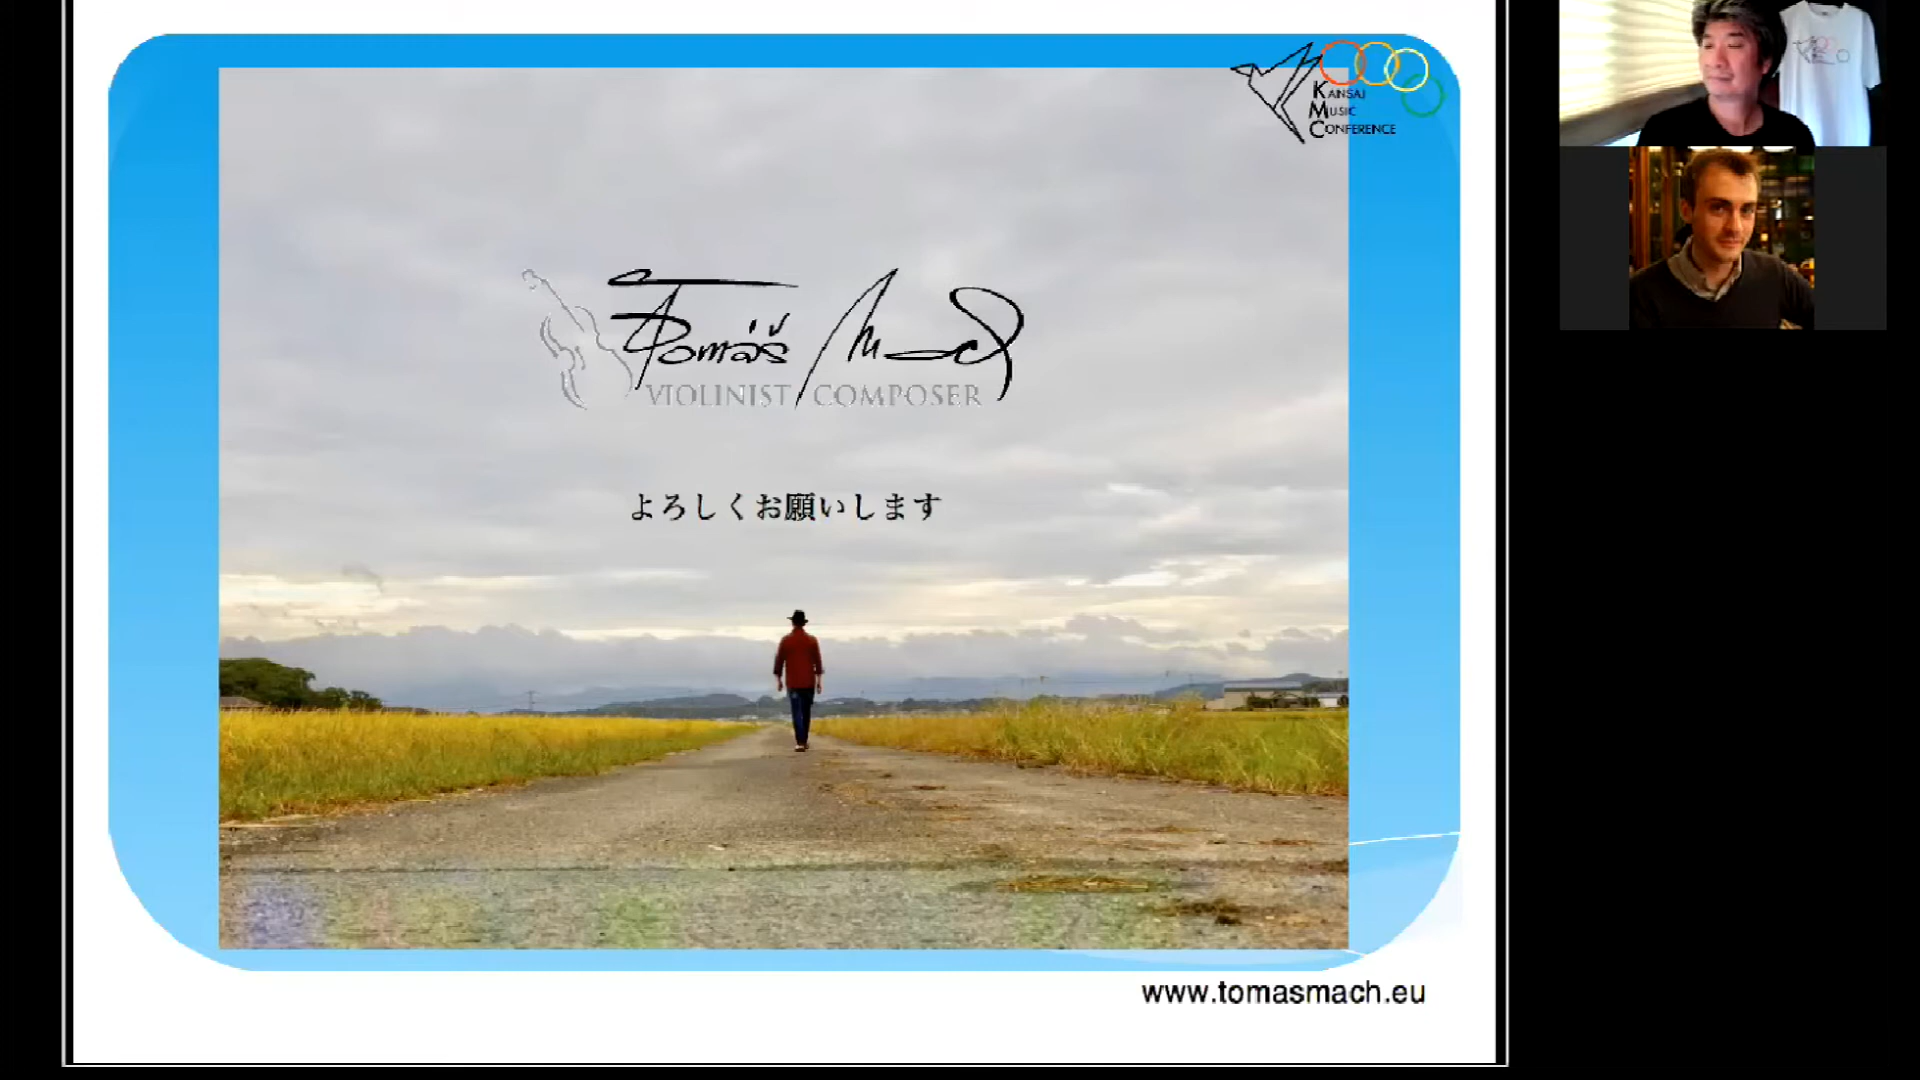 KANSAI
MUSIC
CONFERENCE
Tomáš Mach
VIOLINIST COMPOSER
よろしくお願いします
www.tomasmach.eu